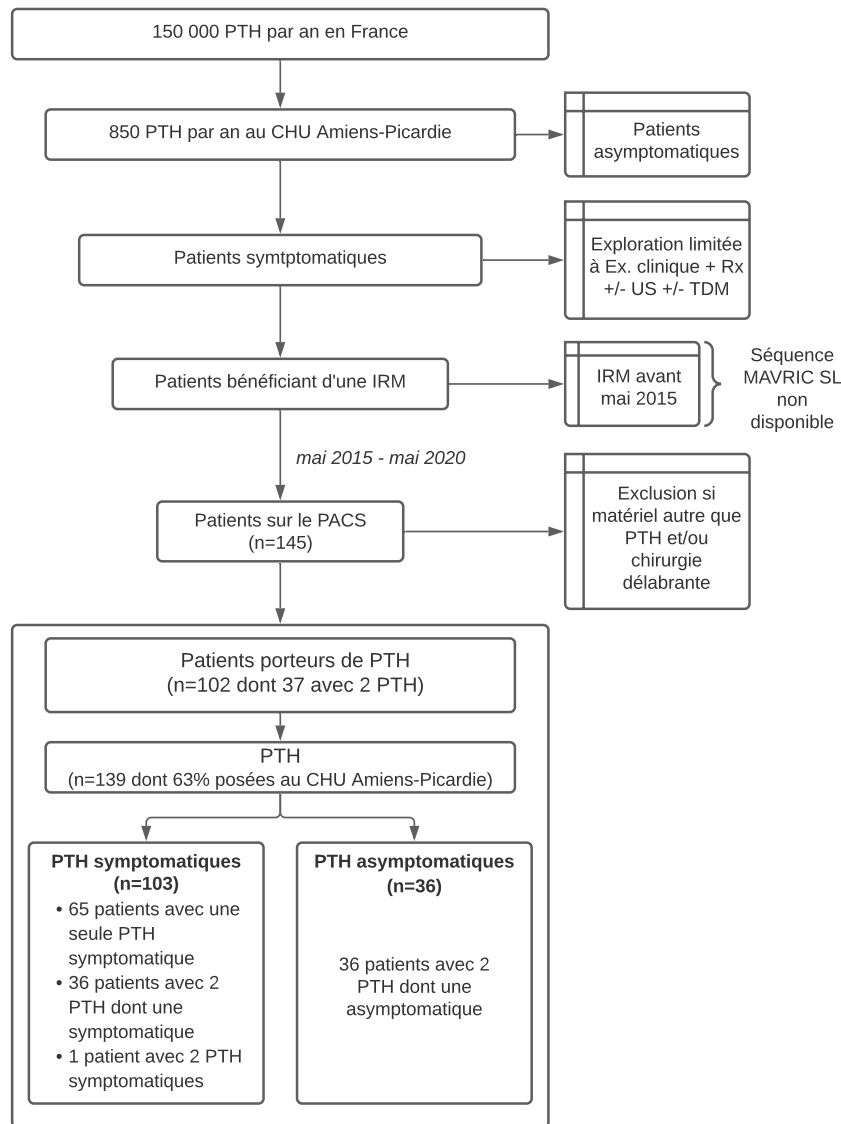 150 000 PTH par an en France
850 PTH par an au CHU Amiens-Picardie
Patients
asymptomatiques
Patients symtptomatiques
Exploration limitée
à Ex. clinique + Rx
+/- US +/- TDM
Patients bénéficiant d'une IRM
IRM avant
mai 2015
Séquence
MAVRIC SL
non
disponible
mai 2015 - mai 2020
Patients sur le PACS
(n=145)
Exclusion si
matériel autre que
PTH et/ou
chirurgie
délabrante
Patients porteurs de PTH
(n=102 dont 37 avec 2 PTH)
PTH
(n=139 dont 63% posées au CHU Amiens-Picardie)
PTH symptomatiques
(n=103)
• 65 patients avec une
seule PTH
symptomatique
• 36 patients avec 2
PTH dont une
symptomatique
• 1 patient avec 2 PTH
symptomatiques
PTH asymptomatiques
(n=36)
36 patients avec 2
PTH dont une
asymptomatique